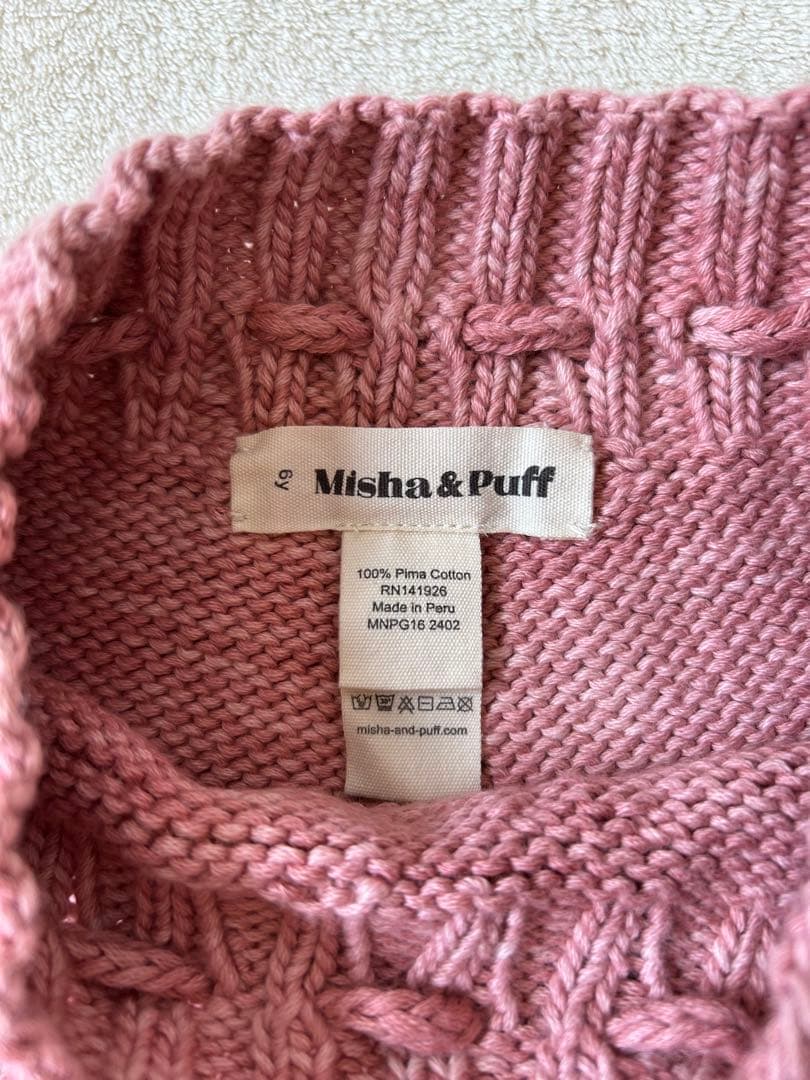 6y
Misha & Puff
100% Pima Cotton
RN141926
Made in Peru
MNPG16 2402
misha-and-puff.com